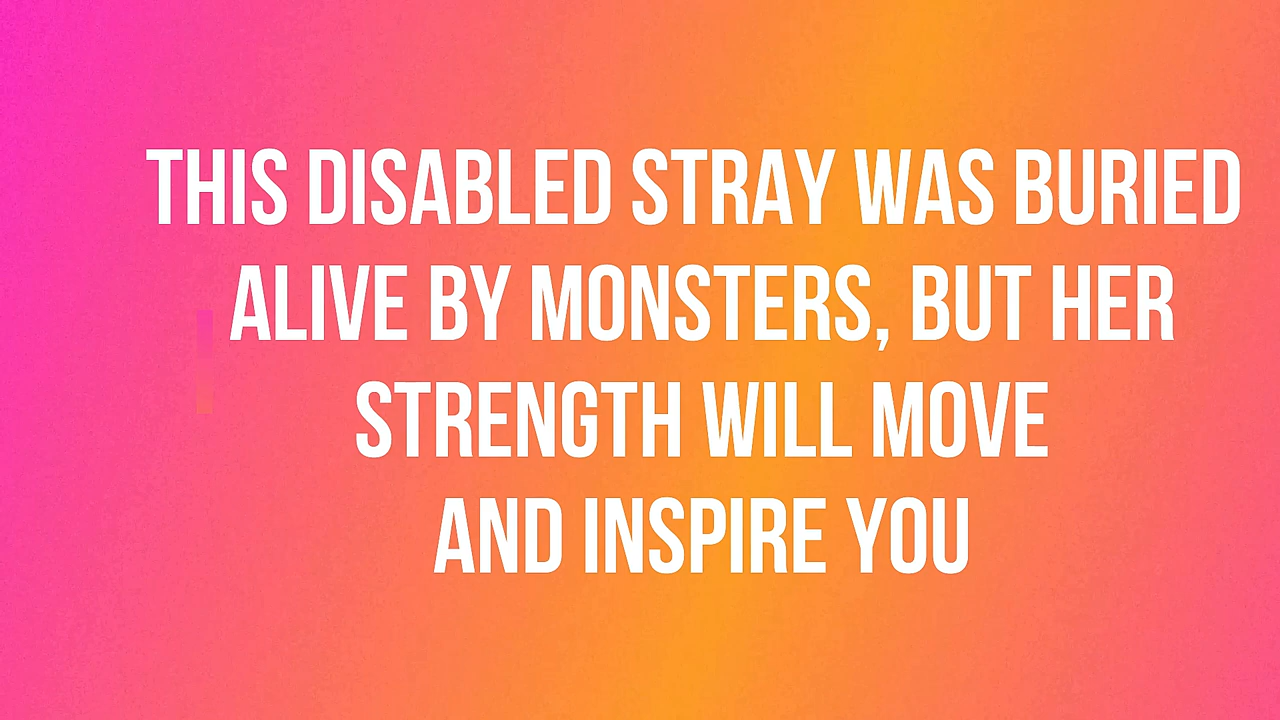 THIS DISABLED STRAY WAS BURIED
ALIVE BY MONSTERS, BUT HER
STRENGTH WILL MOVE
AND INSPIRE YOU